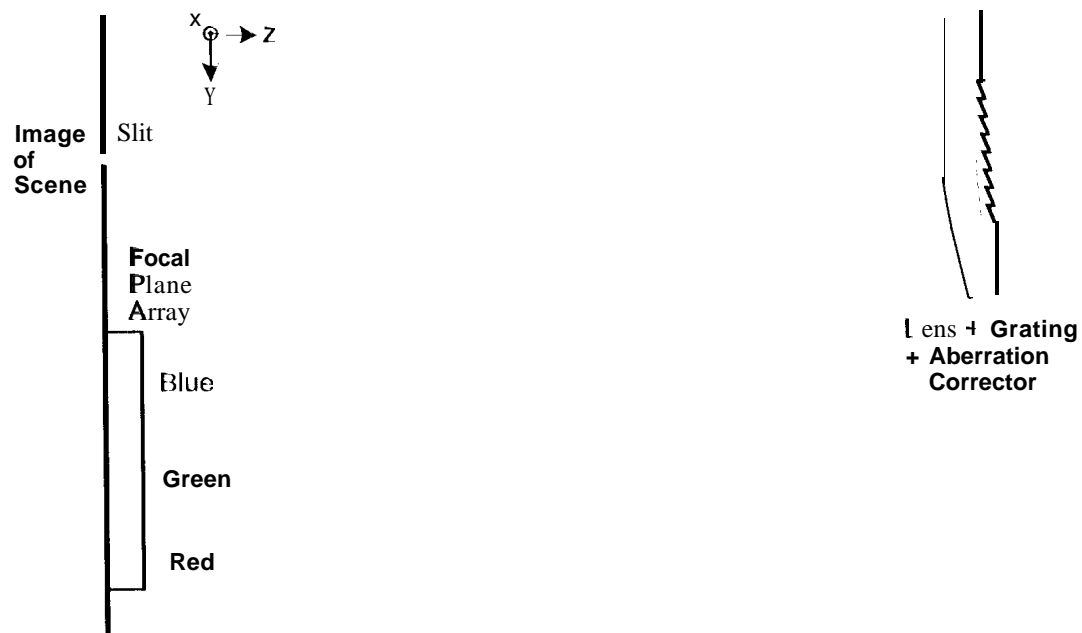 X
Z
Y
Image
of
Scene
Slit
Focal
Plane
Array
Blue
Green
Red
Lens + Grating
+ Aberration
Corrector